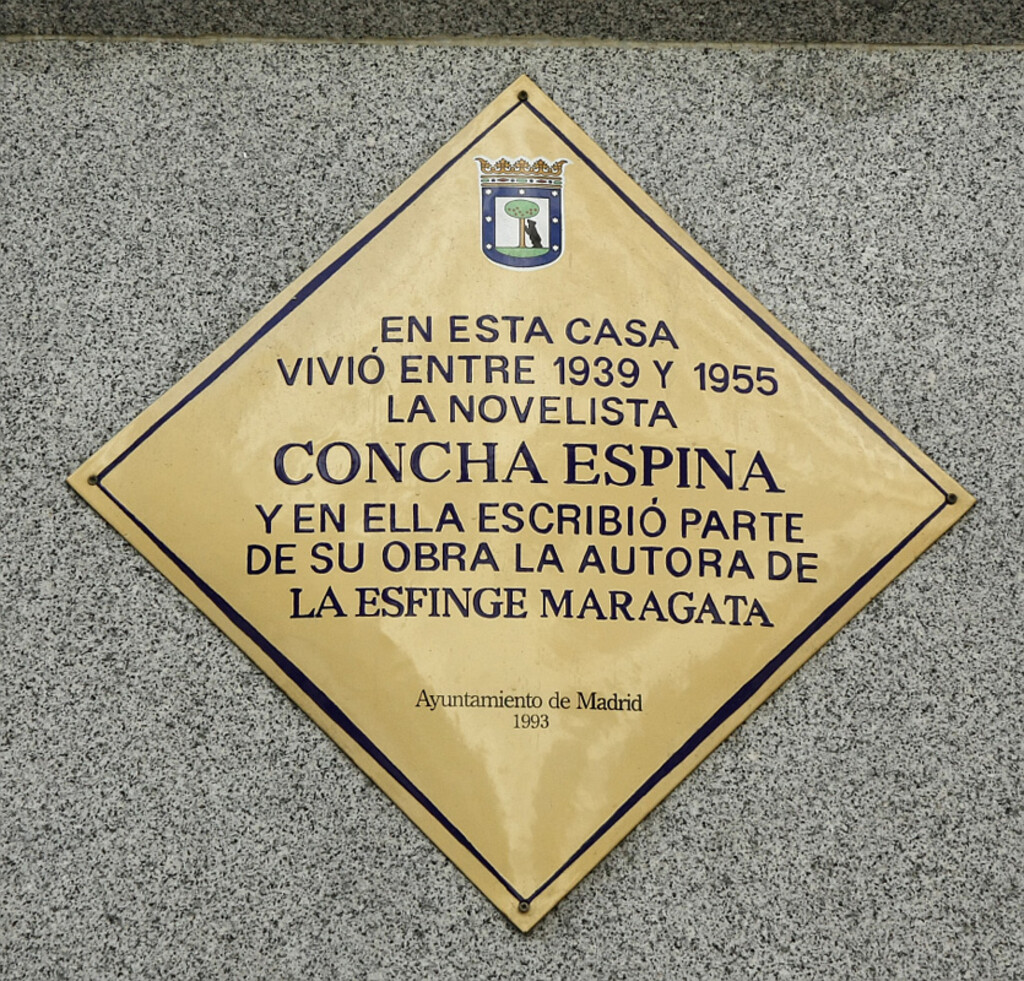 EN ESTA CASA
VIVIÓ ENTRE 1939 Y 1955
LA NOVELISTA
CONCHA ESPINA
Y EN ELLA ESCRIBIÓ PARTE
DE SU OBRA LA AUTORA DE
LA ESFINGE MARAGATA
Ayuntamiento de Madrid
1993